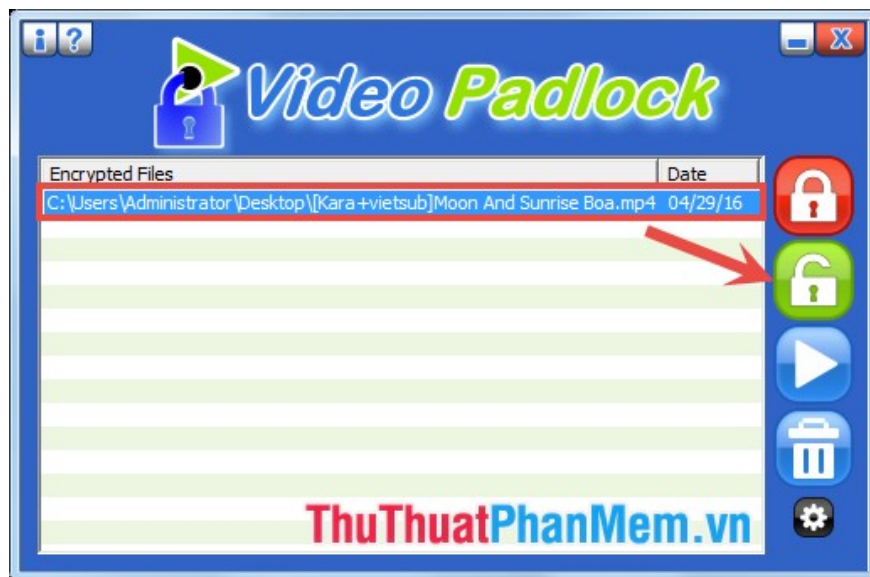 i ?
X
Video Padlock
Encrypted Files Date
C:\Users\Administrator\Desktop\[Kara+vietsub]Moon And Sunrise Boa.mp4 04/29/16
ThuThuatPhanMem.vn